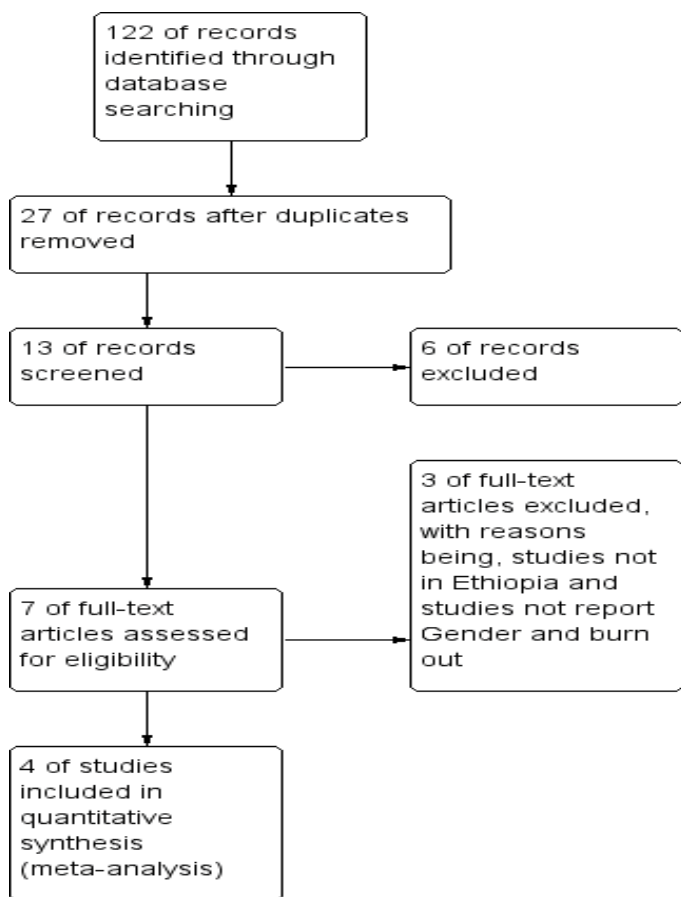 122 of records
identified through
database
searching
27 of records after duplicates
removed
13 of records
screened
6 of records
excluded
3 of full-text
articles excluded,
with reasons
being, studies not
in Ethiopia and
studies not report
Gender and burn
out
7 of full-text
articles assessed
for eligibility
4 of studies
included in
quantitative
synthesis
(meta-analysis)